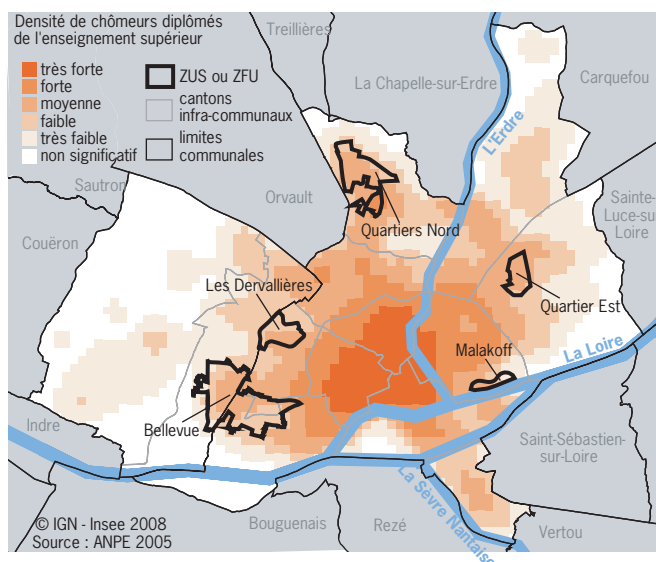 Densité de chômeurs diplômés
de l'enseignement supérieur
très forte
forte
moyenne
faible
très faible
non significatif
ZUS ou ZFU
cantons
infra-communaux
limites
communales
Treillières
La Chapelle-sur-Erdre
Carquefou
L'Erdre
Sautron
Orvault
Sainte-
Luce-sur
Loire
Couëron
Quartiers Nord
Les Dervallières
Quartier Est
Malakoff
La Loire
Bellevue
Indre
Saint-Sébastien-
sur-Loire
La Sèvre Nantaise
Bouguenais
Rezé
Vertou
© IGN - Insee 2008
Source : ANPE 2005